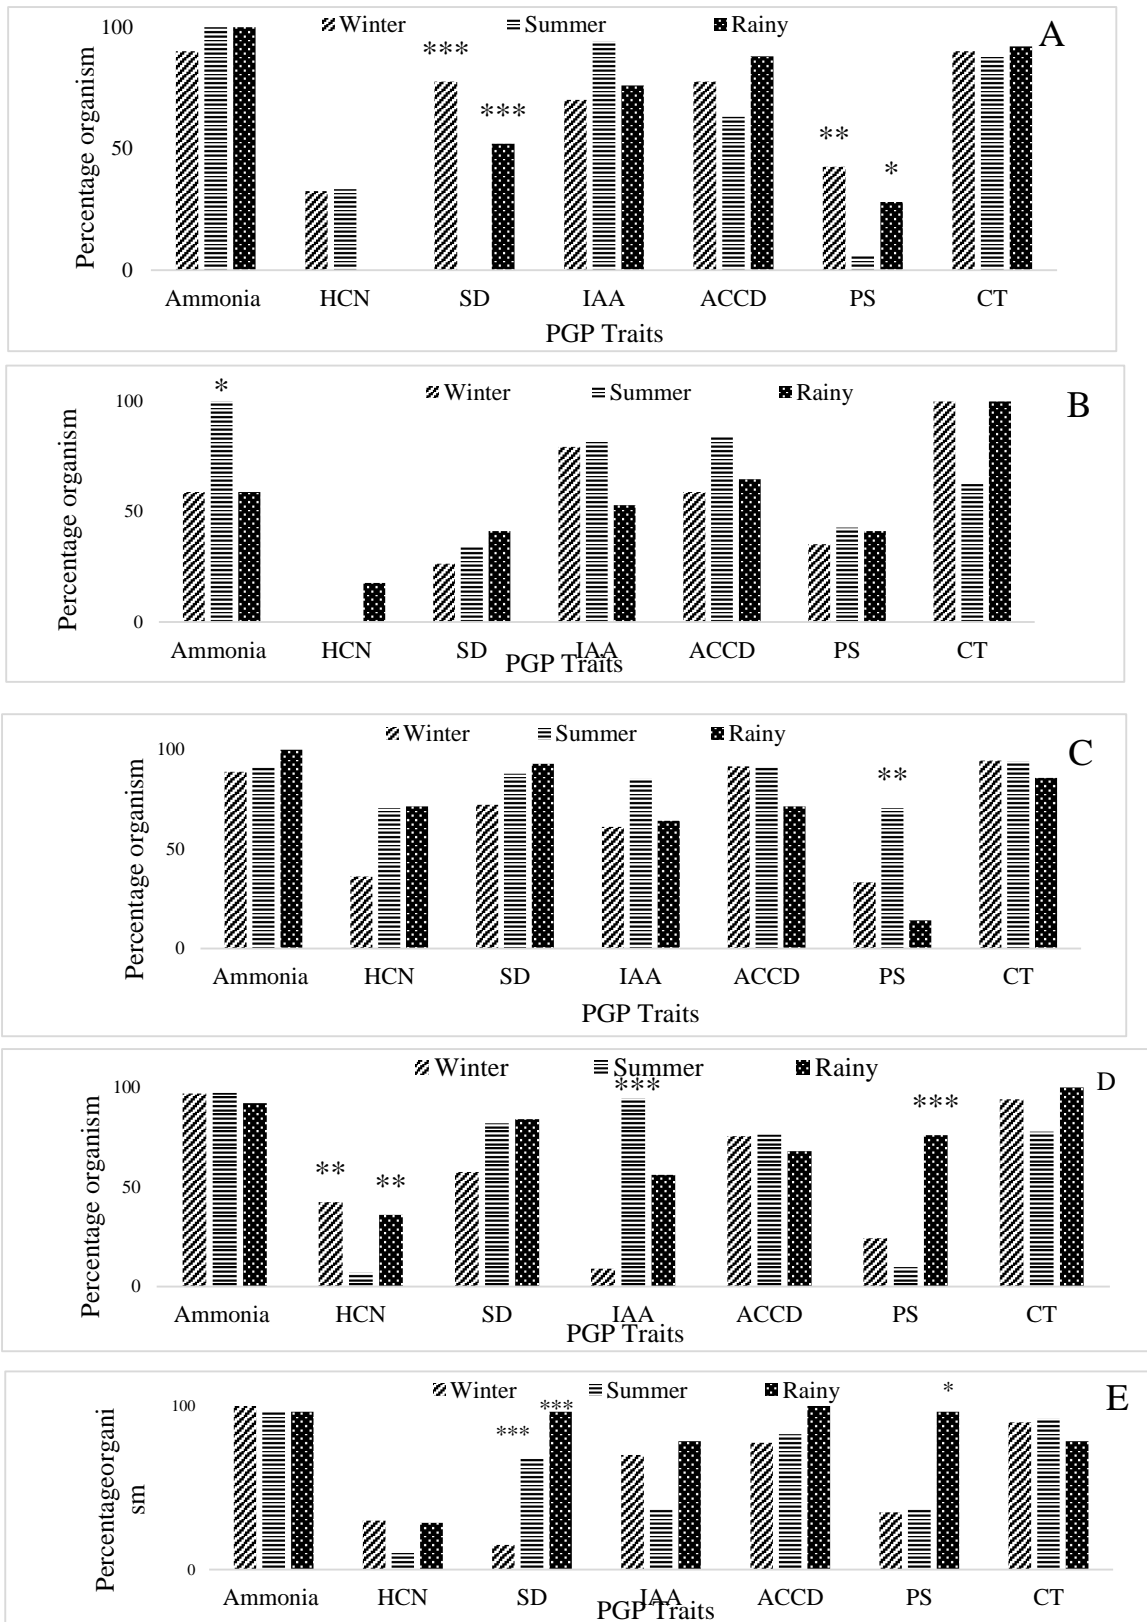 100 Winter Summer Rainy A
***
***
** *
50
0
Percentage organism
Ammonia HCN SD IAA ACCD PS CT
PGP Traits
* Winter Summer Rainy B
100
50
0
Percentage organism
Ammonia HCN SD IAA ACCD PS CT
PGP Traits
Winter Summer Rainy C
100
**
50
0
Percentage organism
Ammonia HCN SD IAA ACCD PS CT
PGP Traits
Winter Summer Rainy D
100 *** ***
** **
50
0
Percentage organism
Ammonia HCN SD IAA ACCD PS CT
PGP Traits
Winter Summer Rainy * E
100 ***
***
0
Percentageorgani
sm
Ammonia HCN SD IAA ACCD PS CT
PGP Traits